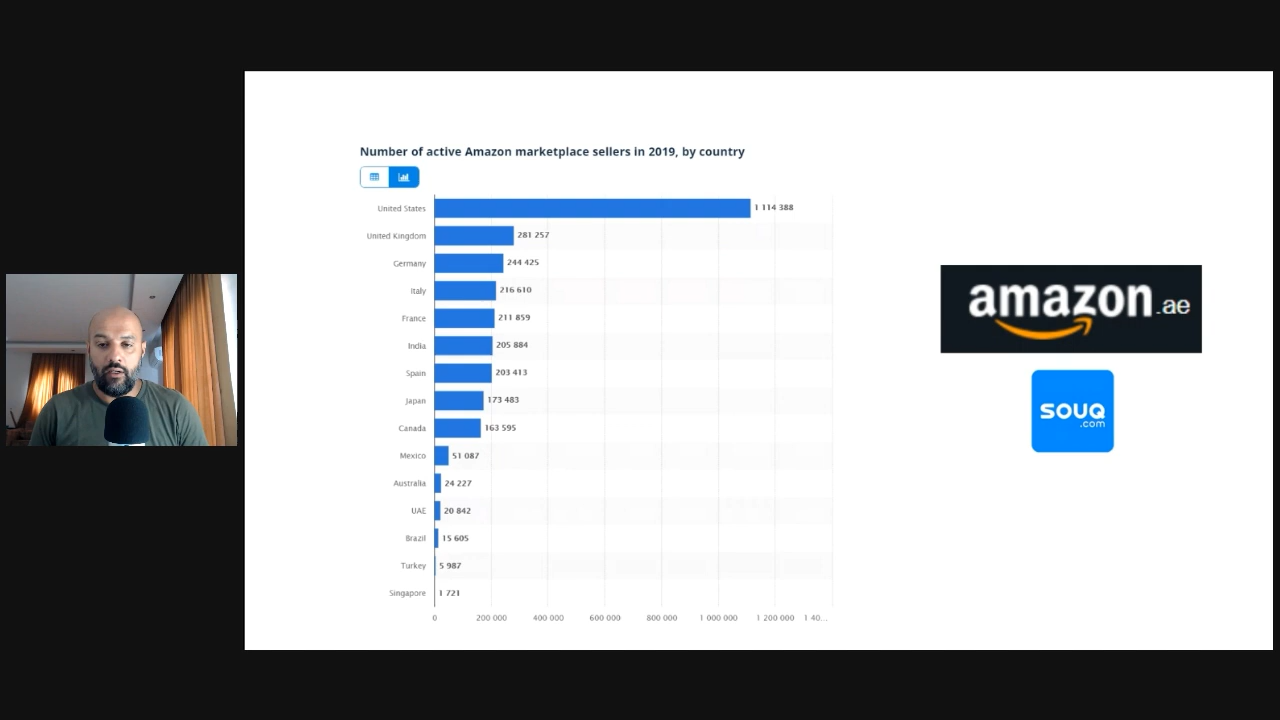 Number of active Amazon marketplace sellers in 2019, by country
United States 1 114 388
United Kingdom 281 257
Germany 244 425
Italy 216 610
France 211 859
India 205 884
Spain 203 413
Japan 173 483
Canada 163 595
Mexico 51 087
Australia 24 227
UAE 20 842
Brazil 15 605
Turkey 5 987
Singapore 1 721
0 200 000 400 000 600 000 800 000 1 000 000 1 200 000 1 40...
amazon.ae
SOUQ
.com